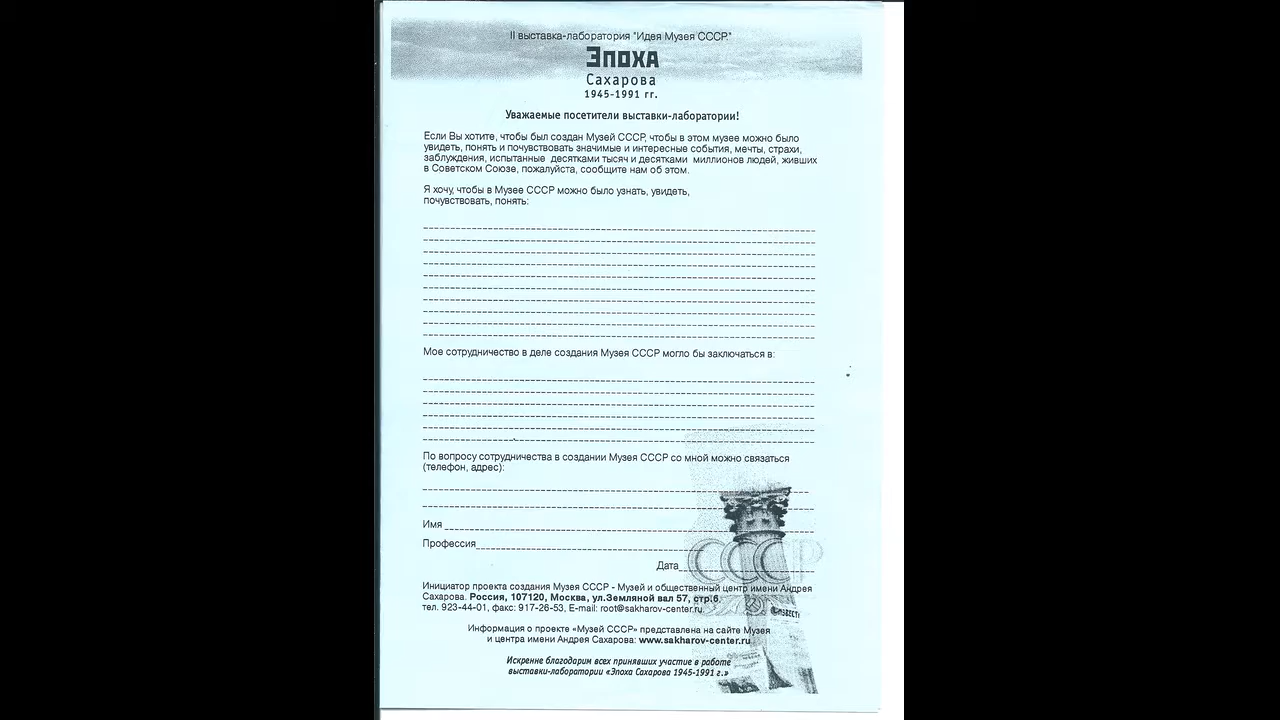 II выставка-лаборатория "Идея Музея СССР"
Эпоха
Сахарова
1945-1991 гг.
Уважаемые посетители выставки-лаборатории!
Если Вы хотите, чтобы был создан Музей СССР, чтобы в этом музее можно было
увидеть, понять и почувствовать значимые и интересные события, мечты, страхи,
заблуждения, испытанные десятками тысяч и десятками миллионов людей, живших
в Советском Союзе, пожалуйста, сообщите нам об этом.
Я хочу, чтобы в Музее СССР можно было узнать, увидеть,
почувствовать, понять:
Мое сотрудничество в деле создания Музея СССР могло бы заключаться в:
По вопросу сотрудничества в создании Музея СССР со мной можно связаться
(телефон, адрес):
Имя
Профессия
СССР
Дата
Инициатор проекта создания Музея СССР - Музей и общественный центр имени Андрея
Сахарова. Россия, 107120, Москва, ул.Земляной вал 57, стр.6.
тел. 923-44-01, факс: 917-26-53, E-mail: root@sakharov-center.ru.
Информация о проекте «Музей СССР» представлена на сайте Музея
и центра имени Андрея Сахарова: www.sakharov-center.ru
Искренне благодарим всех принявших участие в работе
выставки-лаборатории «Эпоха Сахарова 1945-1991 г.»